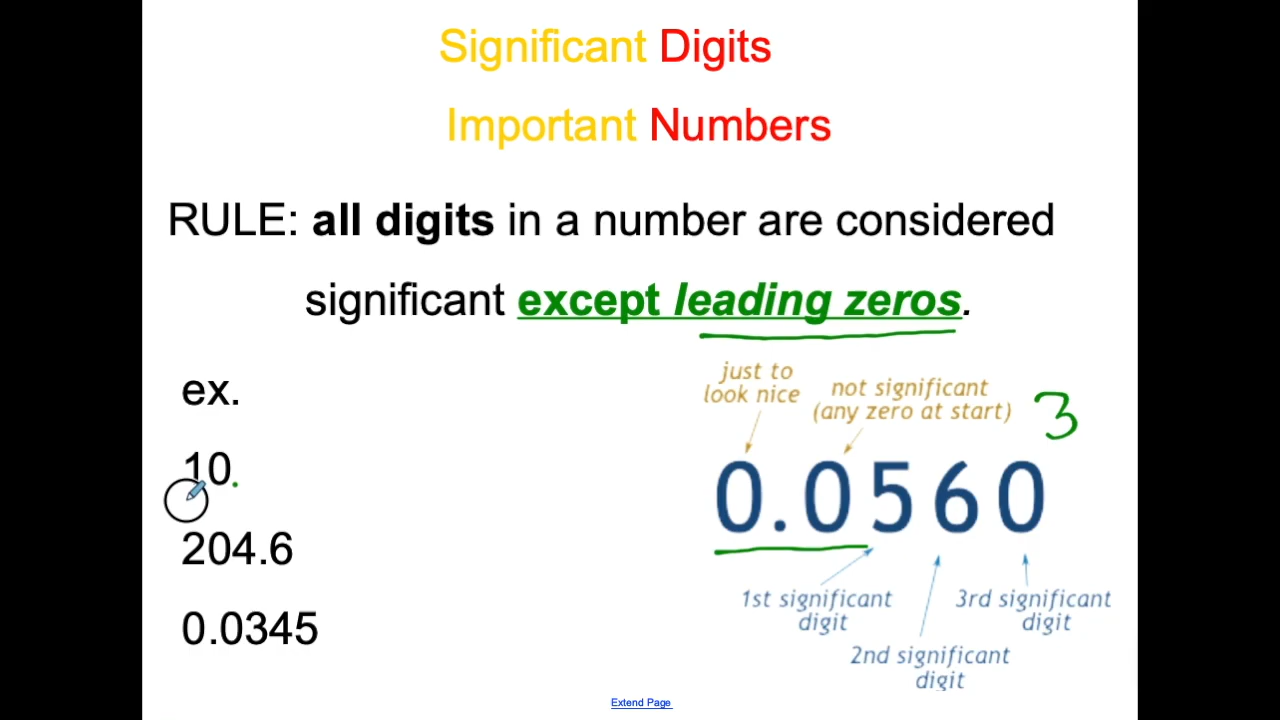 Significant Digits
Important Numbers
RULE: all digits in a number are considered
significant except leading zeros.
ex.
10.
204.6
0.0345
just to
look nice
not significant
(any zero at start)
3
0.0560
1st significant
digit
2nd significant
digit
3rd significant
digit
Extend Page